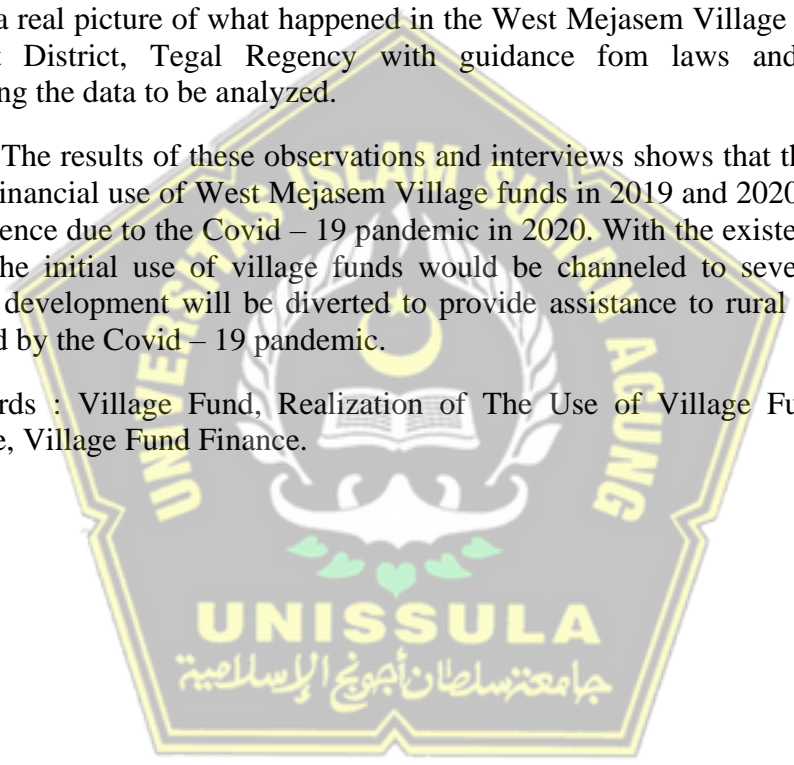 a real picture of what happened in the West Mejasem Village
t District, Tegal Regency with guidance fom laws and
ng the data to be analyzed.
The results of these observations and interviews shows that th
inancial use of West Mejasem Village funds in 2019 and 2020
ence due to the Covid – 19 pandemic in 2020. With the existe
he initial use of village funds would be channeled to seve
development will be diverted to provide assistance to rural
d by the Covid – 19 pandemic.
rds : Village Fund, Realization of The Use of Village Fu
e, Village Fund Finance.
UNIVERSITAS ISLAM SULTAN AGUNG
UNISSULA
جامعة سلطان أجونج الإسلامية